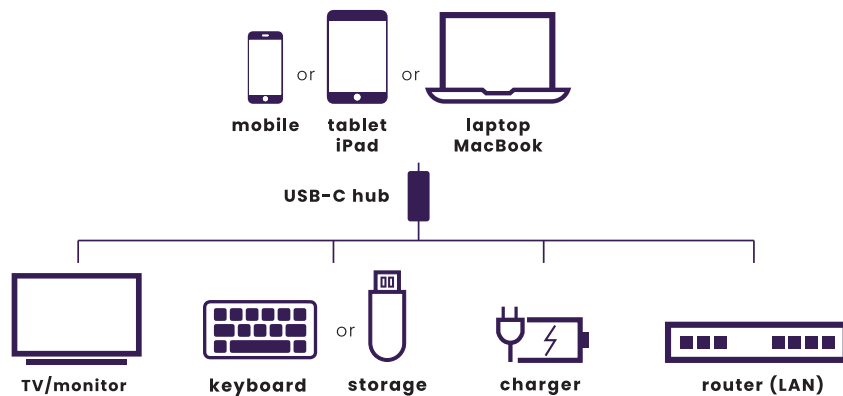 or
or
mobile
tablet
iPad
laptop
MacBook
USB-C hub
or
TV/monitor
keyboard
storage
charger
router (LAN)